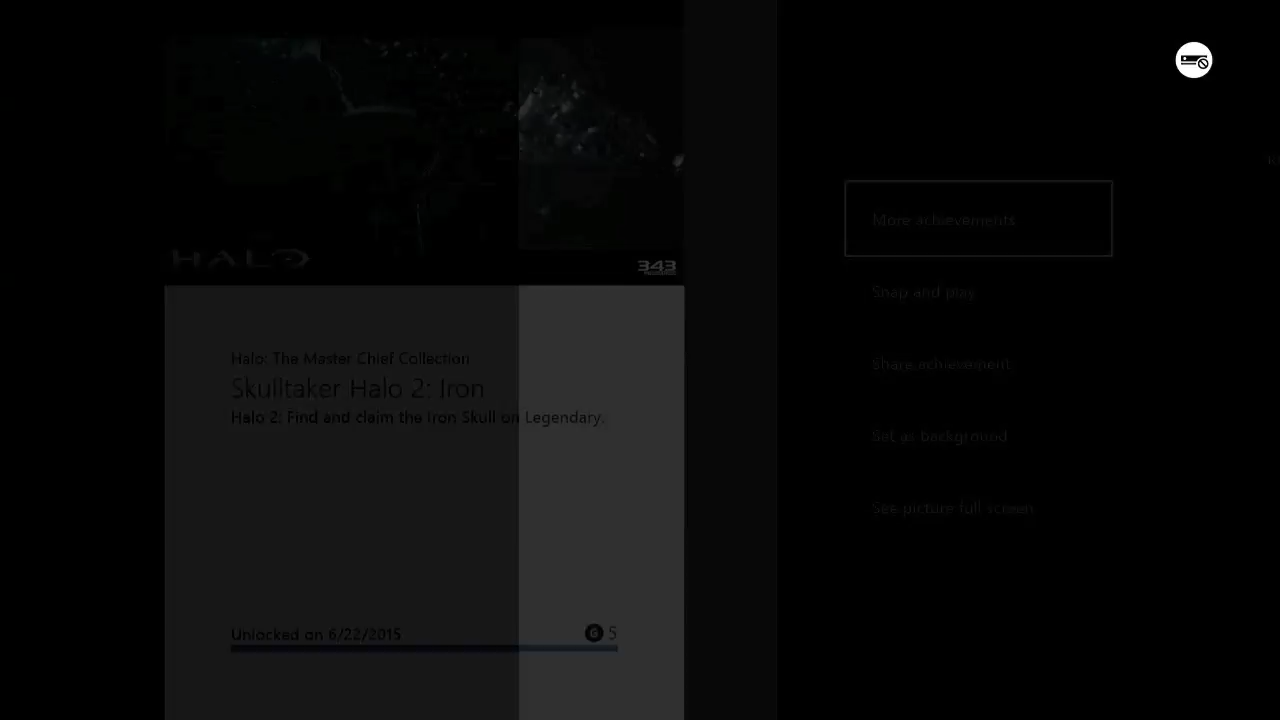 HALO
343
Halo: The Master Chief Collection
Skulltaker Halo 2: Iron
Halo 2: Find and claim the Iron Skull on Legendary.
Unlocked on 6/22/2015
G 5
More achievements
Snap and play
Share achievement
Set as background
See picture full screen